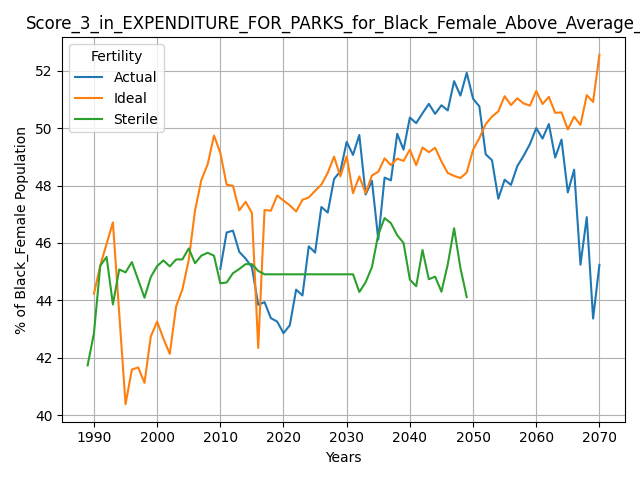 Score_3_in_EXPENDITURE_FOR_PARKS_for_Black_Female_Above_Average_
Fertility
Actual
Ideal
Sterile
% of Black_Female Population
52
50
48
46
44
42
40
1990 2000 2010 2020 2030 2040 2050 2060 2070
Years